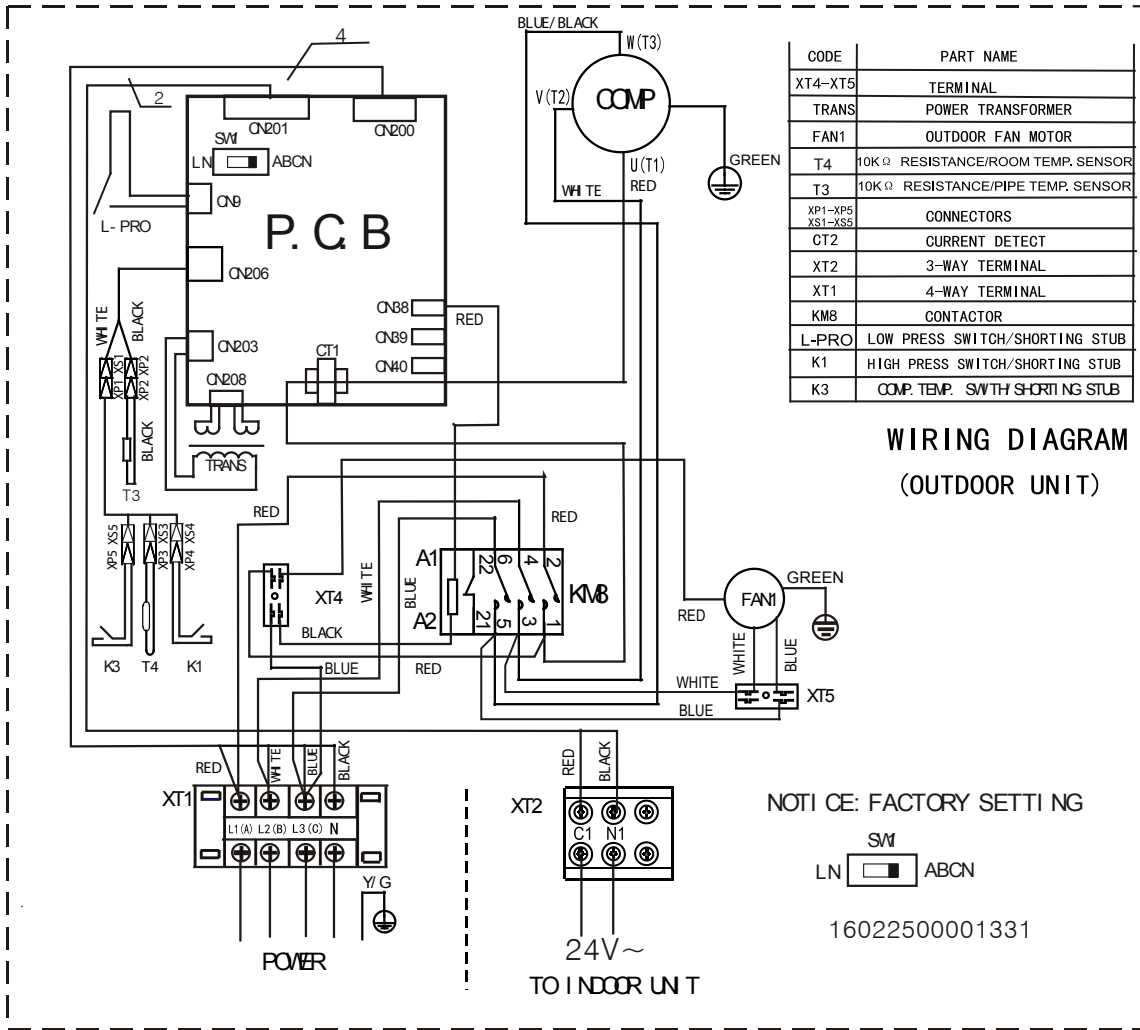 BLUE/BLACK
4
2
W(T3)
COMP
V(T2)
U(T1)
RED
GREEN
WHITE
CN201
CN200
SW1
LN
ABCN
CN9
L-PRO
P.C.B
CN206
CN38
RED
CN39
CN40
CN203
CT1
CN208
TRANS
WHITE
BLACK
XP1 XS1
XP2 XP2
BLACK
T3
XP5 XS5
XP3 XS3
XP4 XS4
K3
T4
K1
CODE PART NAME
XT4-XT5 TERMINAL
TRANS POWER TRANSFORMER
FAN1 OUTDOOR FAN MOTOR
T4 10KΩ RESISTANCE/ROOM TEMP. SENSOR
T3 10KΩ RESISTANCE/PIPE TEMP. SENSOR
XP1-XP5
XS1-XS5 CONNECTORS
CT2 CURRENT DETECT
XT2 3-WAY TERMINAL
XT1 4-WAY TERMINAL
KM8 CONTACTOR
L-PRO LOW PRESS SWITCH/SHORTING STUB
K1 HIGH PRESS SWITCH/SHORTING STUB
K3 COMP. TEMP. SWITH/SHORTING STUB
WIRING DIAGRAM
(OUTDOOR UNIT)
RED
WHITE
BLUE
RED
A1
22 6 4 2
KM8
A2
21 5 3 1
XT4
BLACK
BLUE
RED
FAN1
GREEN
RED
WHITE
BLUE
WHITE
BLUE
XT5
RED
WHITE
BLUE
BLACK
XT1
L1(A) L2(B) L3(C) N
Y/G
POWER
RED
BLACK
XT2
C1 N1
24V~
TO INDOOR UNIT
NOTICE: FACTORY SETTING
SW1
LN
ABCN
16022500001331